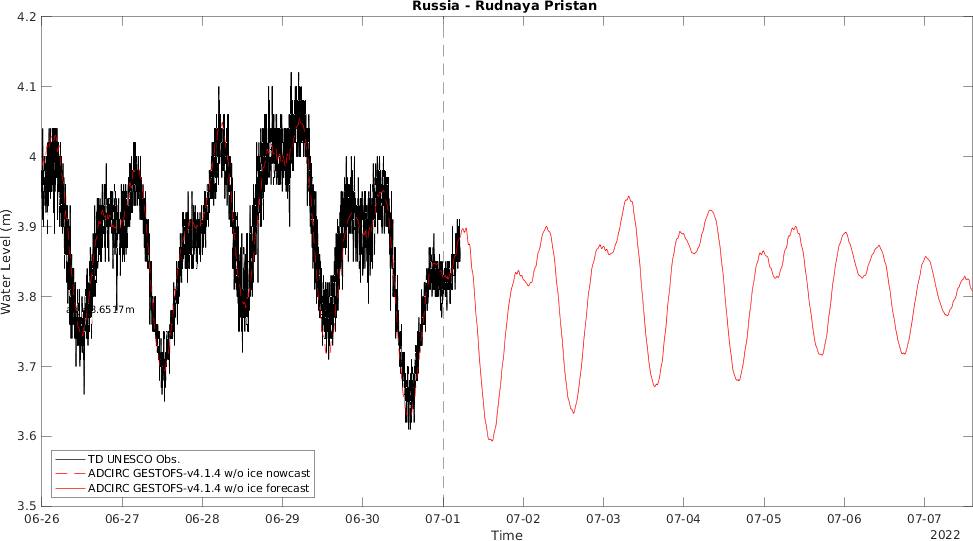 Russia - Rudnaya Pristan
4.2
4.1
4
3.9
3.8
3.7
3.6
3.5
Water Level (m)
3.6517m
TD UNESCO Obs.
ADCIRC GESTOFS-v4.1.4 w/o ice nowcast
ADCIRC GESTOFS-v4.1.4 w/o ice forecast
06-26 06-27 06-28 06-29 06-30 07-01 07-02 07-03 07-04 07-05 07-06 07-07
Time
2022